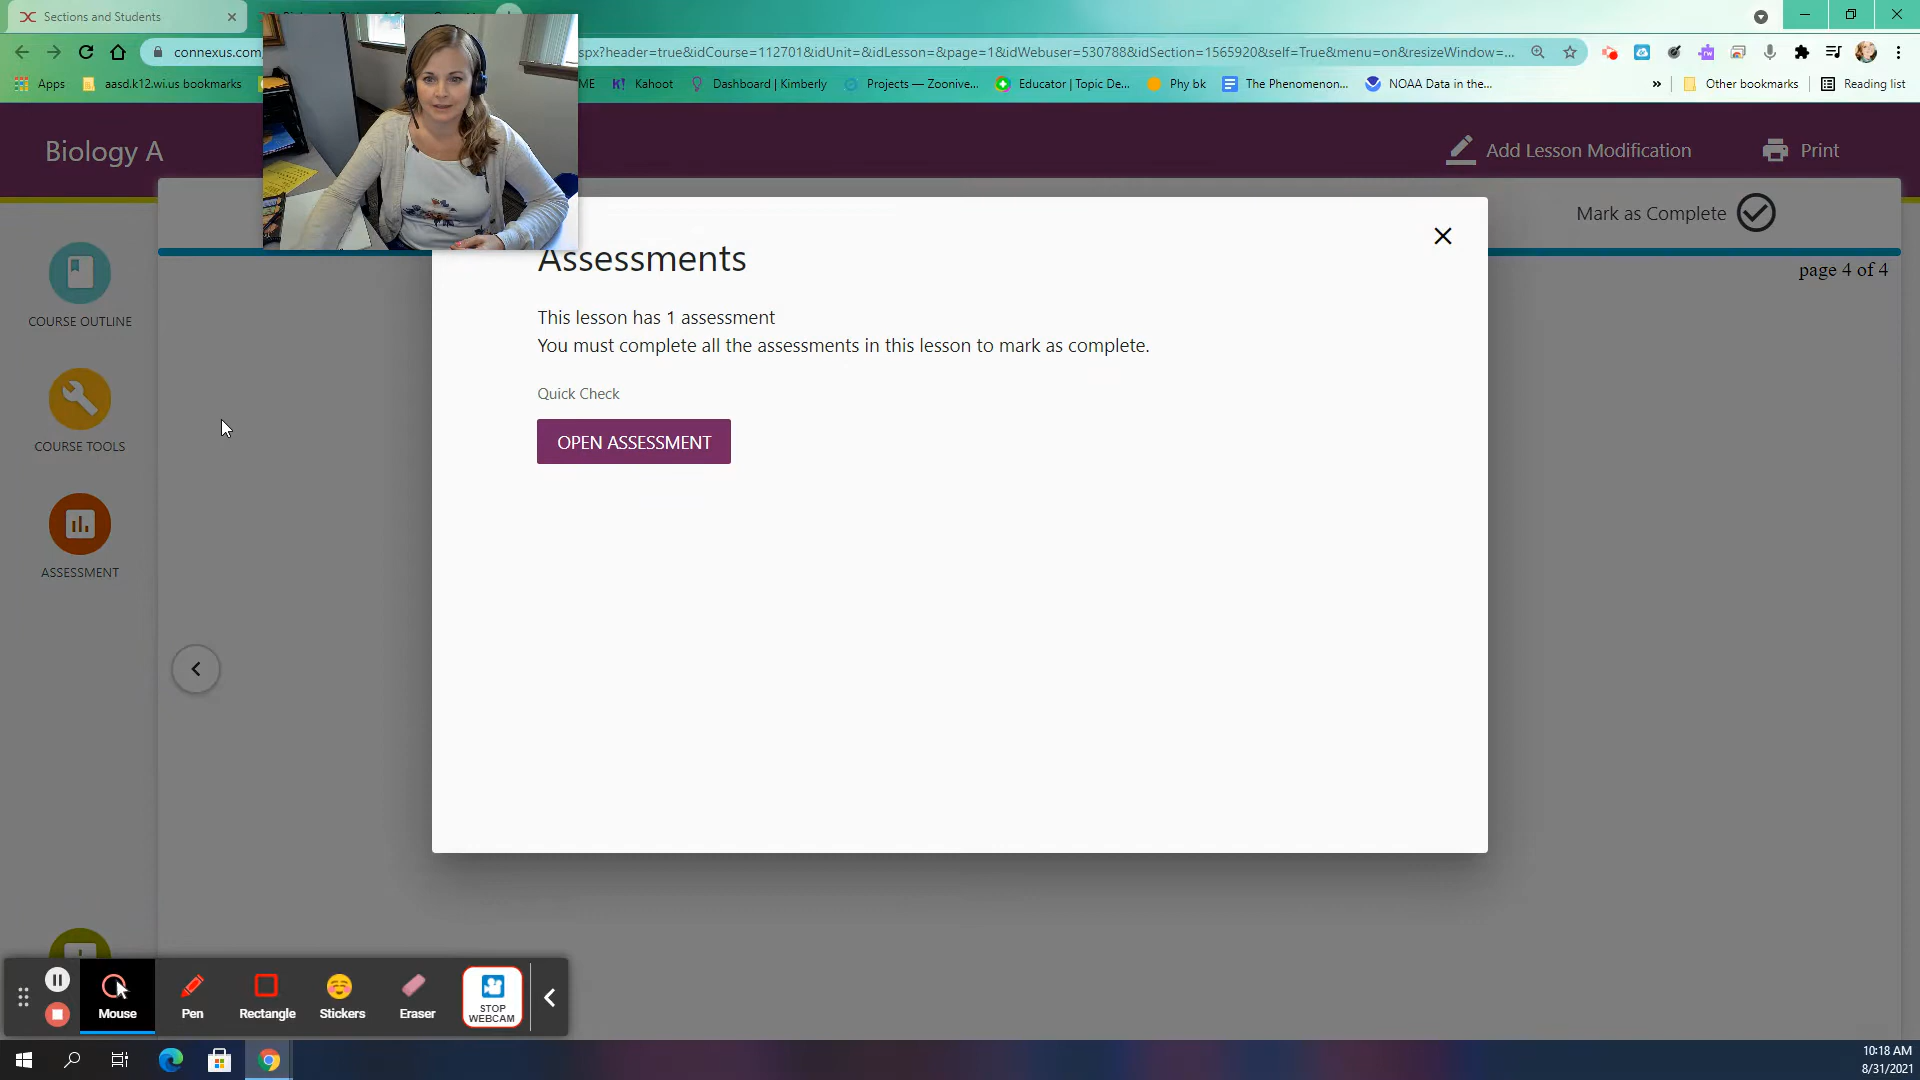 Sections and Students
connexus.com
spx?header=true&idCourse=112701&idUnit=&idLesson=&page=1&idWebuser=530788&idSection=1565920&self=True&menu=on&resizeWindow=...
Apps
aasd.k12.wi.us bookmarks
ME
Kahoot
Dashboard | Kimberly
Projects — Zoonive...
Educator | Topic De...
Phy bk
The Phenomenon...
NOAA Data in the...
»
Other bookmarks
Reading list
Biology A
Add Lesson Modification
Print
Mark as Complete
page 4 of 4
COURSE OUTLINE
COURSE TOOLS
ASSESSMENT
Assessments
This lesson has 1 assessment
You must complete all the assessments in this lesson to mark as complete.
Quick Check
OPEN ASSESSMENT
Mouse
Pen
Rectangle
Stickers
Eraser
STOP
WEBCAM
10:18 AM
8/31/2021